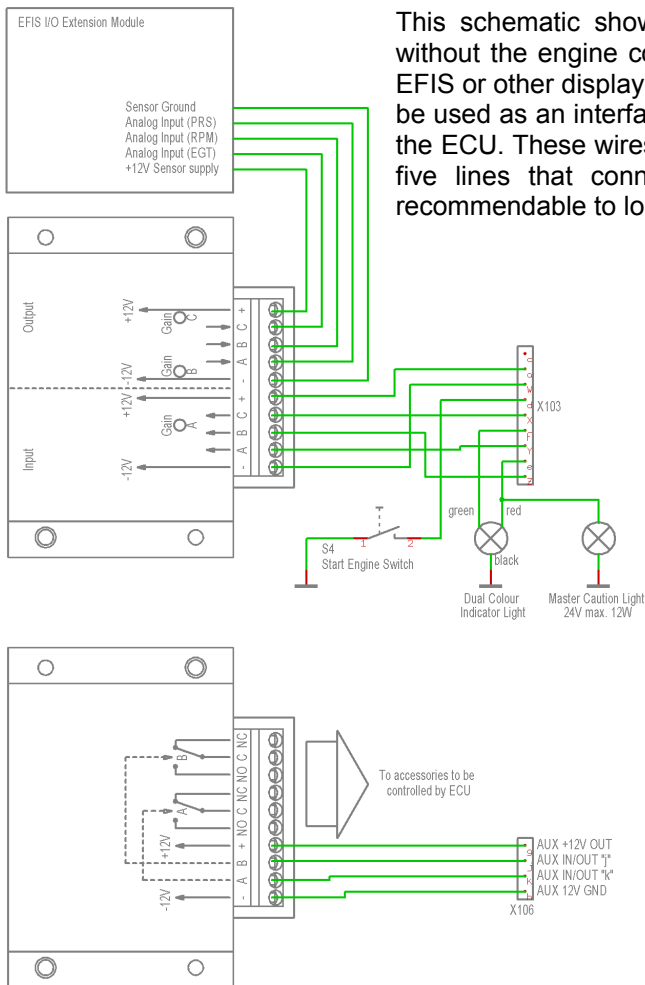 This schematic show
without the engine co
EFIS or other display
be used as an interfa
the ECU. These wires
five lines that conn
recommendable to lo
EFIS I/O Extension Module
Sensor Ground
Analog Input (PRS)
Analog Input (RPM)
Analog Input (EGT)
+12V Sensor supply
Output
Input
+12V
-12V
+12V
-12V
Gain C
Gain B
Gain A
+
C
B
A
-
+
C
B
A
-
X103
W
d
X
F
Y
e
Z
green
red
black
S4
1
2
Start Engine Switch
Dual Colour
Indicator Light
Master Caution Light
24V max. 12W
B
A
NO C NC NO C NC
+
B
A
-
+12V
-12V
To accessories to be
controlled by ECU
AUX +12V OUT
AUX IN/OUT "j"
AUX IN/OUT "k"
AUX 12V GND
g
j
k
X106